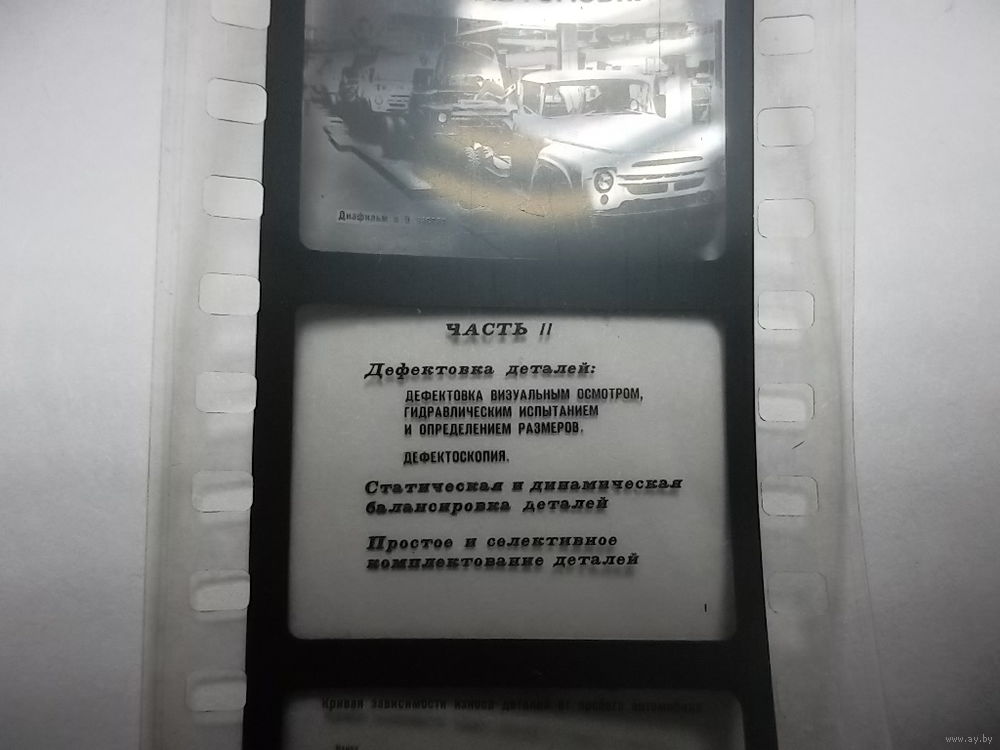 Диафильм в 9 частях
ЧАСТЬ II
Дефектовка деталей:
ДЕФЕКТОВКА ВИЗУАЛЬНЫМ ОСМОТРОМ,
ГИДРАВЛИЧЕСКИМ ИСПЫТАНИЕМ
И ОПРЕДЕЛЕНИЕМ РАЗМЕРОВ.
ДЕФЕКТОСКОПИЯ.
Статическая и динамическая
балансировка деталей
Простое и селективное
комплектование деталей
1
Кривая зависимости износа деталей от пробега автомобиля
www.ay.by